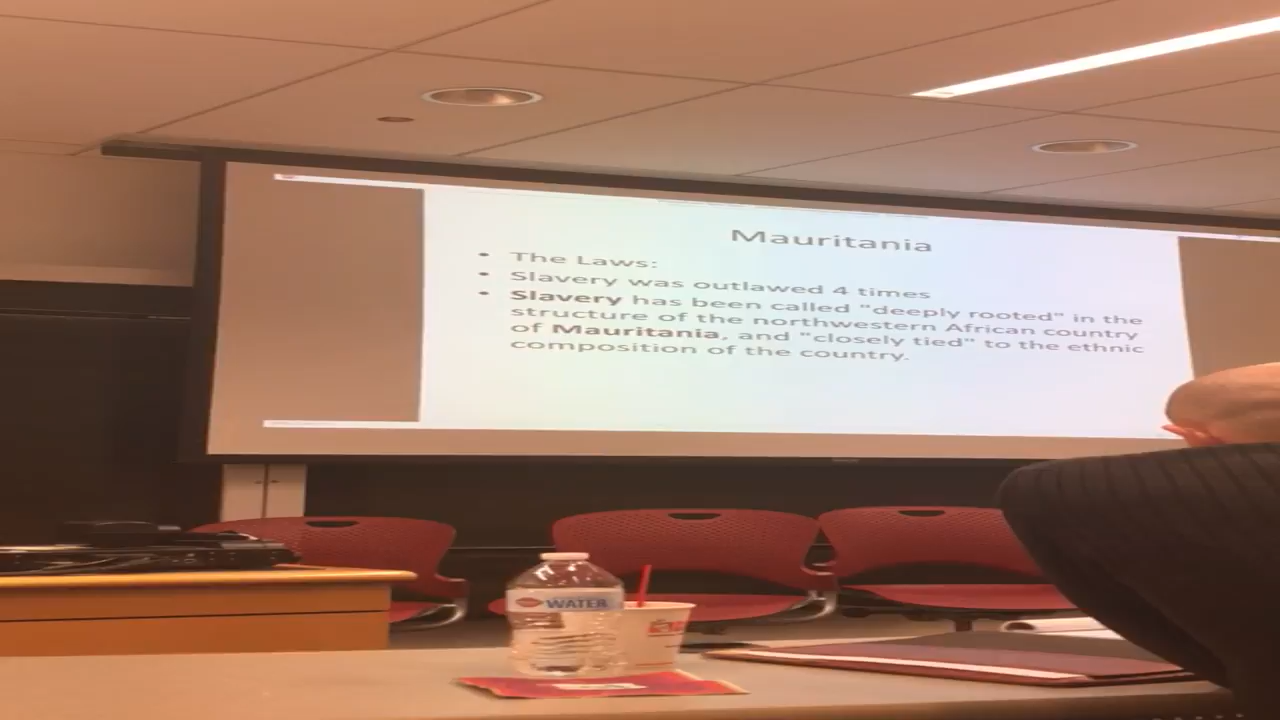 Mauritania
• The Laws:
• Slavery was outlawed 4 times
• Slavery has been called "deeply rooted" in the
structure of the northwestern African country
of Mauritania, and "closely tied" to the ethnic
composition of the country.
WATER